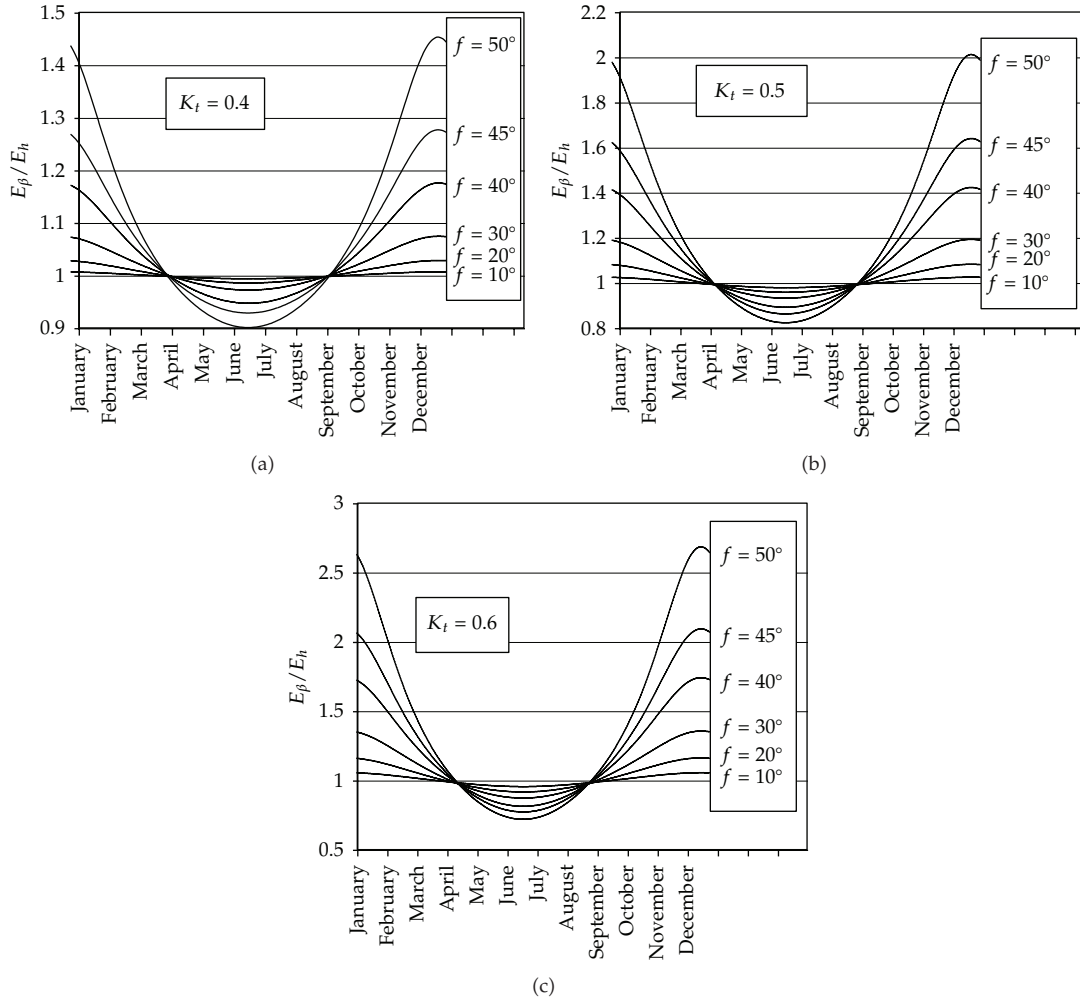 1.5
1.4
1.3
1.2
1.1
1
0.9
E_β/E_h
K_t = 0.4
f = 50°
f = 45°
f = 40°
f = 30°
f = 20°
f = 10°
January
February
March
April
May
June
July
August
September
October
November
December
(a)
2.2
2
1.8
1.6
1.4
1.2
1
0.8
E_β/E_h
K_t = 0.5
f = 50°
f = 45°
f = 40°
f = 30°
f = 20°
f = 10°
January
February
March
April
May
June
July
August
September
October
November
December
(b)
3
2.5
2
1.5
1
0.5
E_β/E_h
K_t = 0.6
f = 50°
f = 45°
f = 40°
f = 30°
f = 20°
f = 10°
January
February
March
April
May
June
July
August
September
October
November
December
(c)